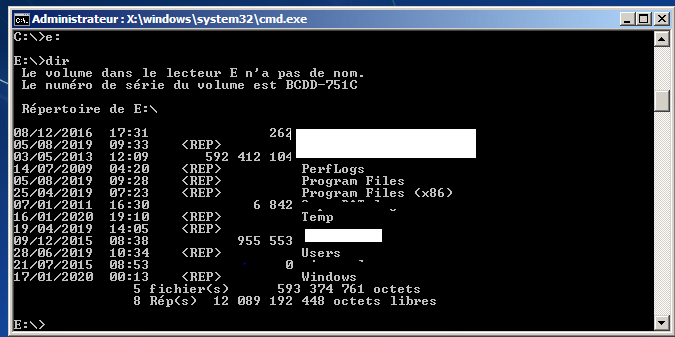 Administrateur : X:\windows\system32\cmd.exe
C:\>e:
E:\>dir
Le volume dans le lecteur E n'a pas de nom.
Le numéro de série du volume est BCDD-751C
Répertoire de E:\
08/12/2016 17:31 262
05/08/2019 09:33 <REP>
03/05/2013 12:09 592 412 104
14/07/2009 04:20 <REP> PerfLogs
05/08/2019 09:28 <REP> Program Files
25/04/2019 07:23 <REP> Program Files (x86)
07/01/2011 16:30 6 842
16/01/2020 19:10 <REP> Temp
19/04/2019 14:05 <REP>
09/12/2015 08:38 955 553
28/06/2019 10:34 <REP> Users
21/07/2015 08:53 0
17/01/2020 00:13 <REP> Windows
5 fichier(s) 593 374 761 octets
8 Rép(s) 12 089 192 448 octets libres
E:\>